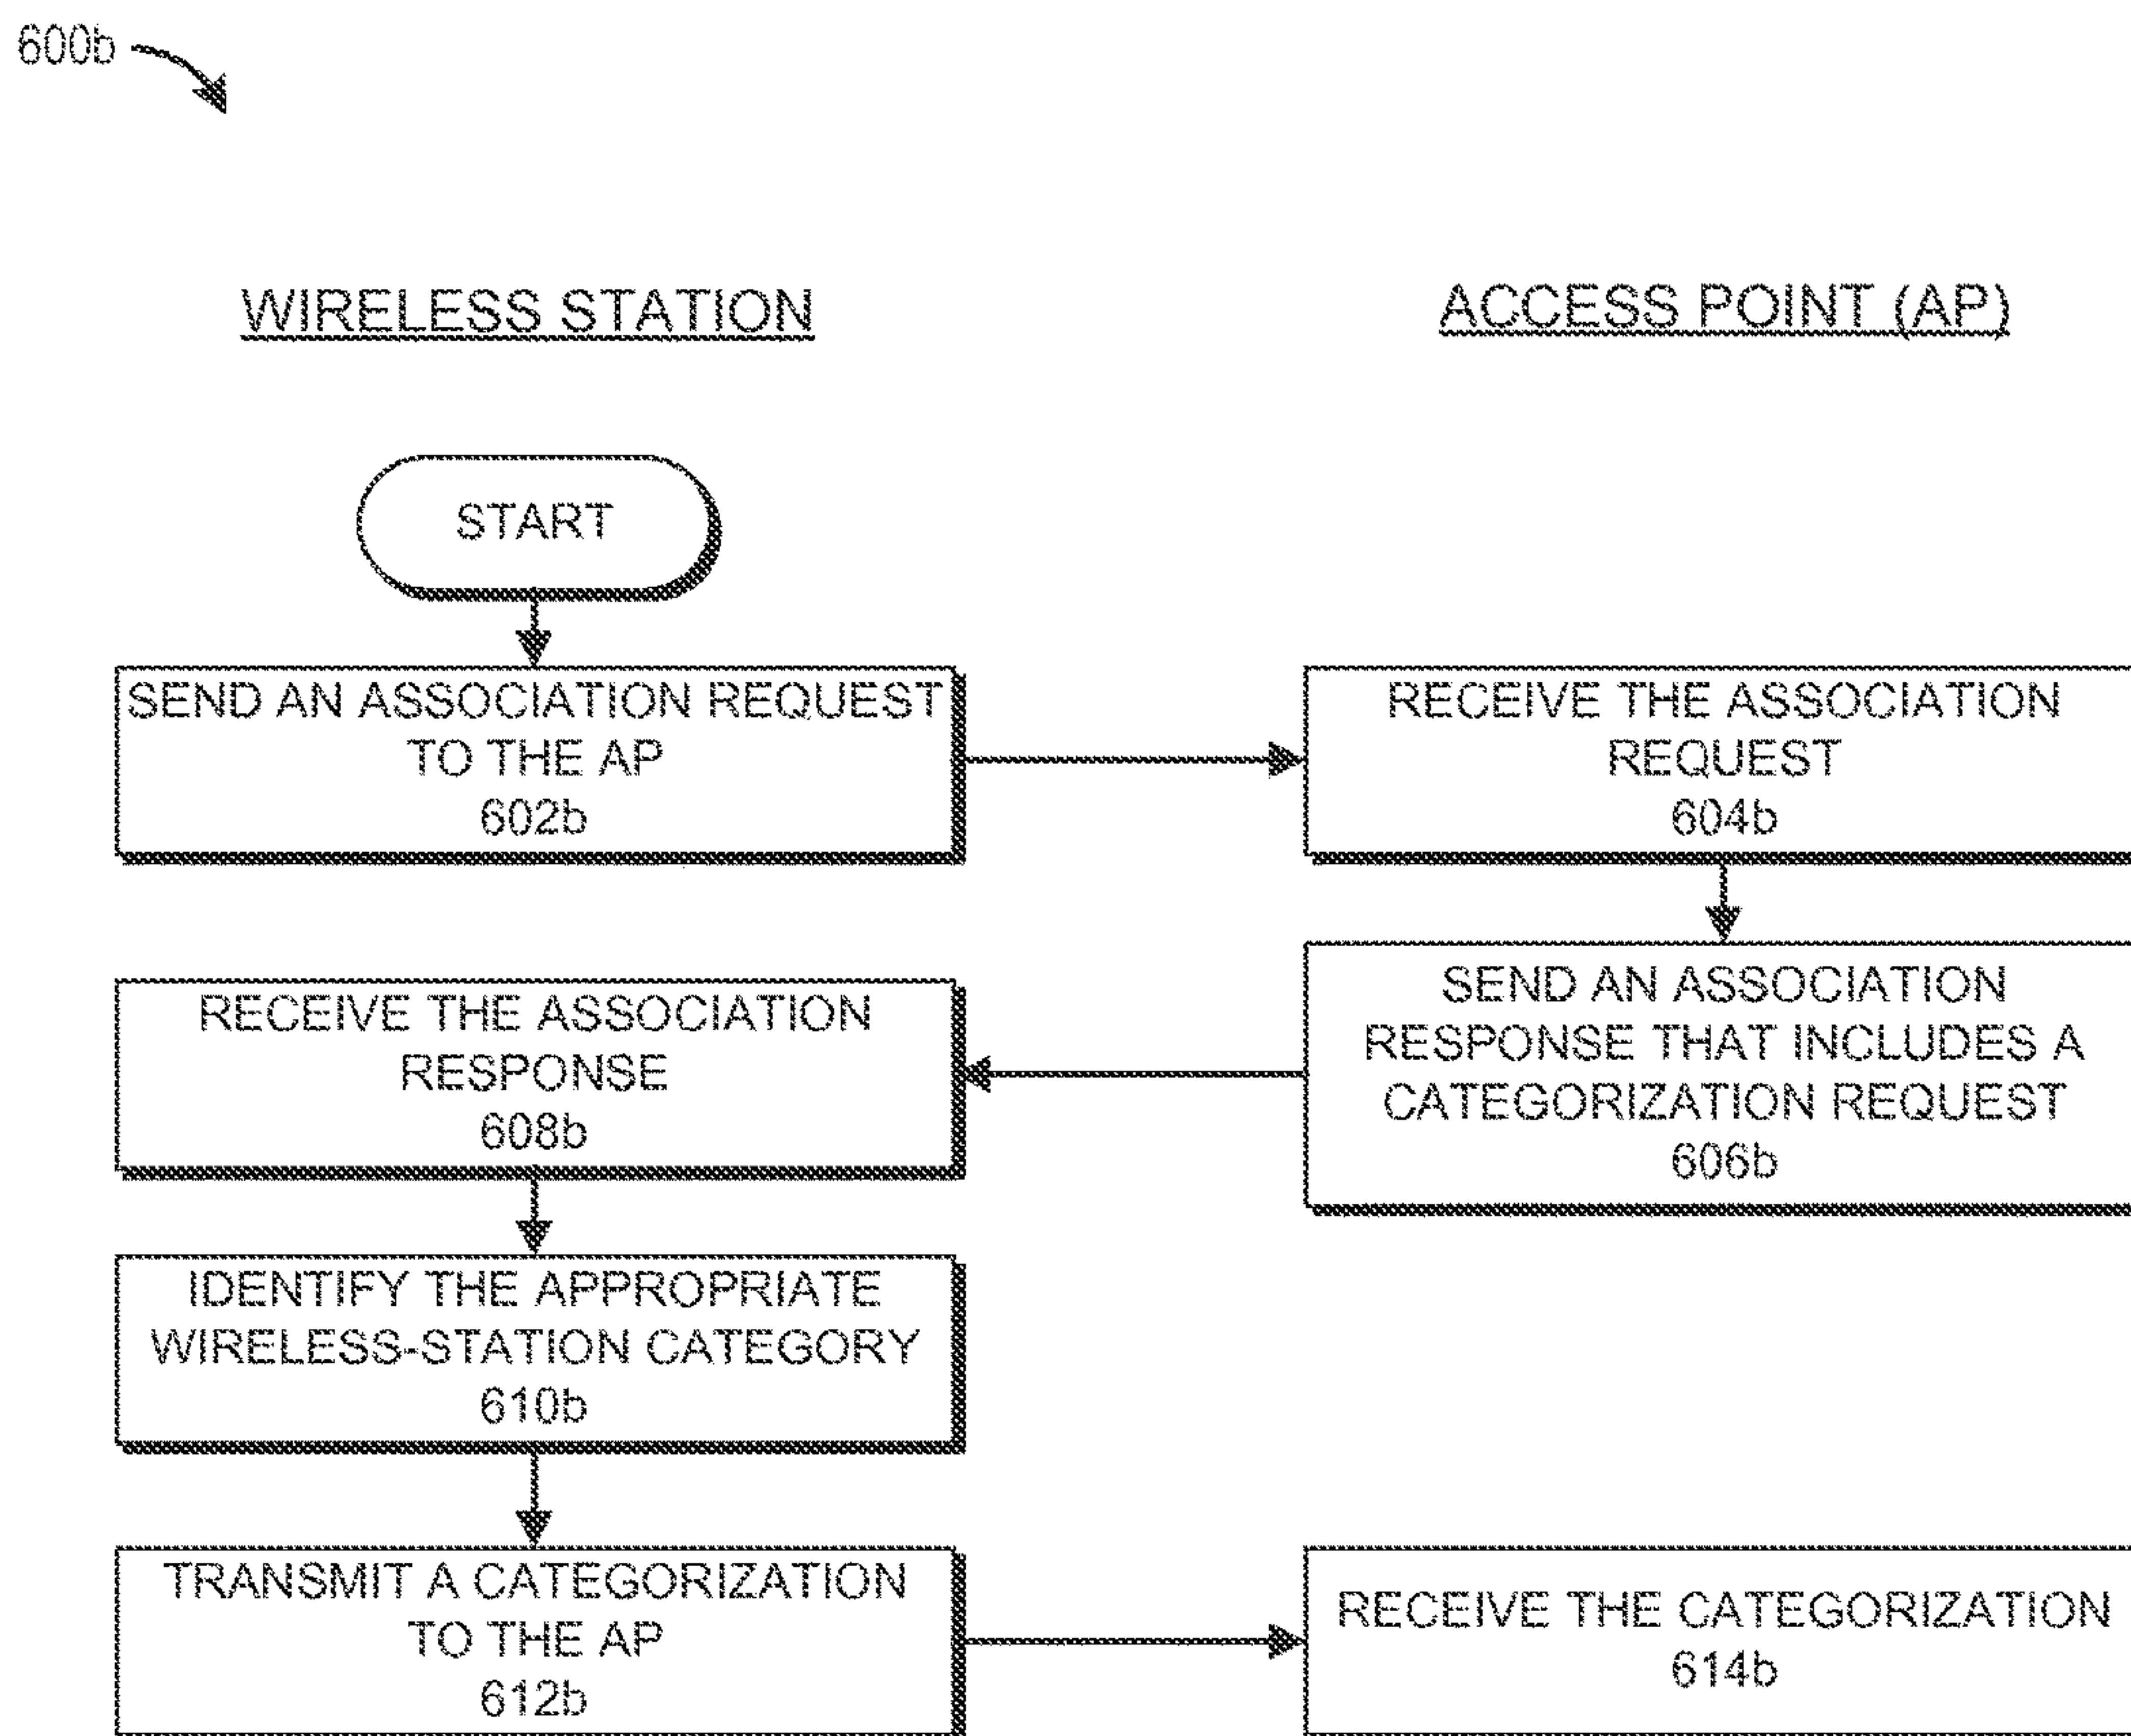 600b
WIRELESS STATION
ACCESS POINT (AP)
START
SEND AN ASSOCIATION REQUEST
TO THE AP
602b
RECEIVE THE ASSOCIATION
REQUEST
604b
SEND AN ASSOCIATION
RESPONSE THAT INCLUDES A
CATEGORIZATION REQUEST
606b
RECEIVE THE ASSOCIATION
RESPONSE
608b
IDENTIFY THE APPROPRIATE
WIRELESS-STATION CATEGORY
610b
TRANSMIT A CATEGORIZATION
TO THE AP
612b
RECEIVE THE CATEGORIZATION
614b